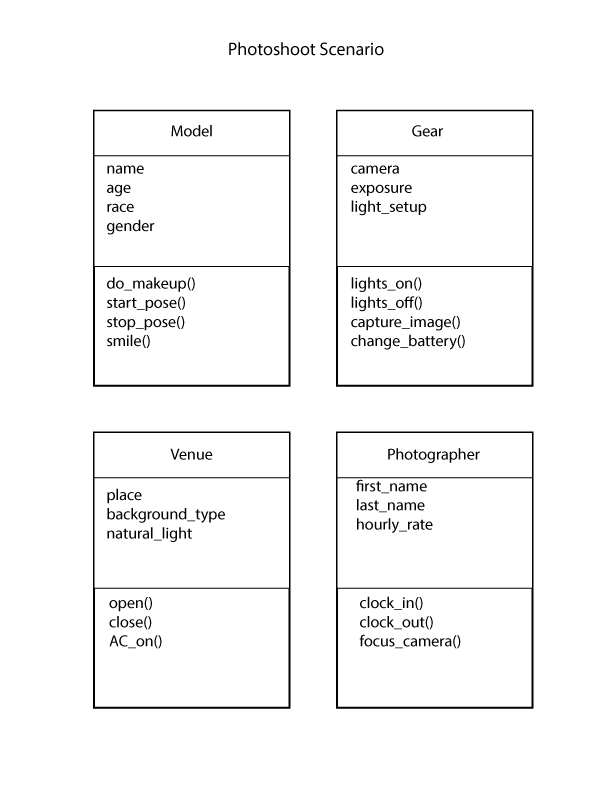 Photoshoot Scenario
Model
name
age
race
gender
do_makeup()
start_pose()
stop_pose()
smile()
Gear
camera
exposure
light_setup
lights_on()
lights_off()
capture_image()
change_battery()
Venue
place
background_type
natural_light
open()
close()
AC_on()
Photographer
first_name
last_name
hourly_rate
clock_in()
clock_out()
focus_camera()